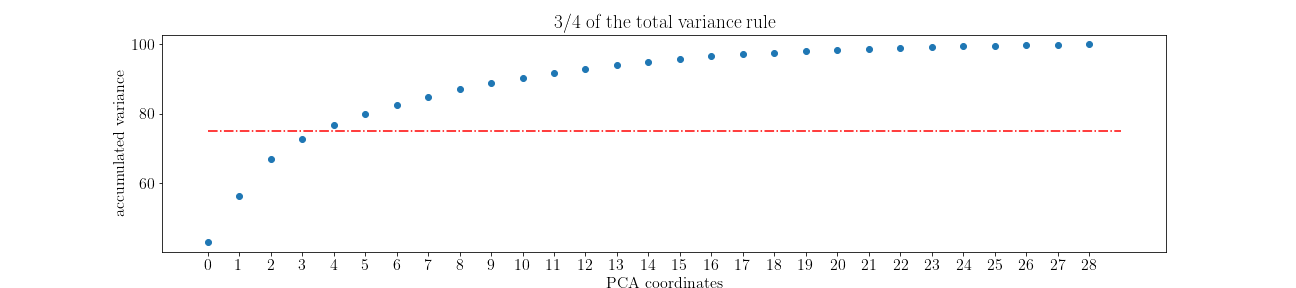 3/4 of the total variance rule
accumulated variance
100
80
60
0 1 2 3 4 5 6 7 8 9 10 11 12 13 14 15 16 17 18 19 20 21 22 23 24 25 26 27 28
PCA coordinates